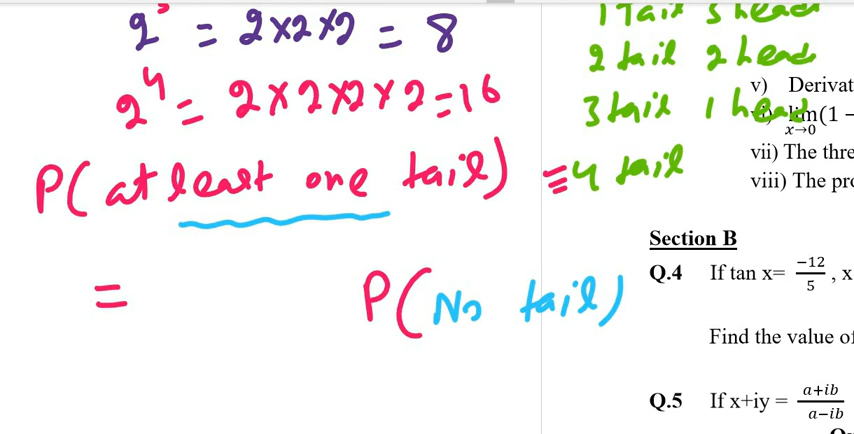 2³ = 2×2×2 = 8
2⁴ = 2×2×2×2=16
P(at least one tail) =
= P(No tail)
1 Tail 3 head
2 tail 2 head
3 tail 1 head
4 tail
v) Derivat
lim(1 −
x→0
vii) The thre
viii) The pro
Section B
Q.4 If tan x= −12/5 , x
Find the value of
Q.5 If x+iy = a+ib/a−ib